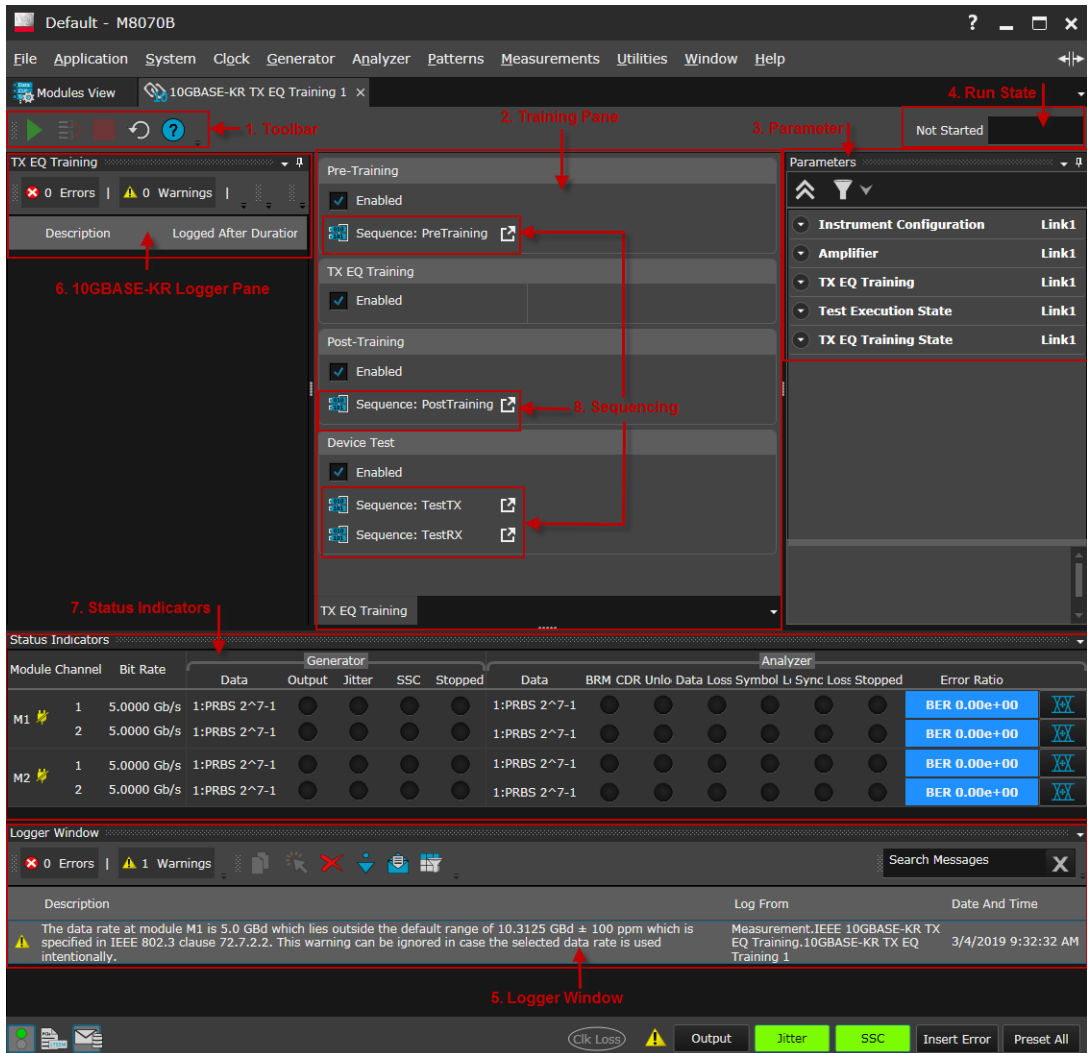 Default - M8070B
?
File Application System Clock Generator Analyzer Patterns Measurements Utilities Window Help
Modules View
10GBASE-KR TX EQ Training 1
4. Run State
1. Toolbar
2. Training Pane
3. Parameter
Not Started
TX EQ Training
0 Errors | 0 Warnings |
Description Logged After Duration
6. 10GBASE-KR Logger Pane
Pre-Training
Enabled
Sequence: PreTraining
TX EQ Training
Enabled
Post-Training
Enabled
Sequence: PostTraining
8. Sequencing
Device Test
Enabled
Sequence: TestTX
Sequence: TestRX
TX EQ Training
Parameters
Instrument Configuration Link1
Amplifier Link1
TX EQ Training Link1
Test Execution State Link1
TX EQ Training State Link1
7. Status Indicators
Status Indicators
Generator Analyzer
Module Channel Bit Rate Data Output Jitter SSC Stopped Data BRM CDR Unlo Data Loss Symbol Lo Sync Loss Stopped Error Ratio
M1 1 5.0000 Gb/s 1:PRBS 2^7-1 1:PRBS 2^7-1 BER 0.00e+00
2 5.0000 Gb/s 1:PRBS 2^7-1 1:PRBS 2^7-1 BER 0.00e+00
M2 1 5.0000 Gb/s 1:PRBS 2^7-1 1:PRBS 2^7-1 BER 0.00e+00
2 5.0000 Gb/s 1:PRBS 2^7-1 1:PRBS 2^7-1 BER 0.00e+00
Logger Window
0 Errors | 1 Warnings
Search Messages X
Description Log From Date And Time
The data rate at module M1 is 5.0 GBd which lies outside the default range of 10.3125 GBd ± 100 ppm which is
specified in IEEE 802.3 clause 72.7.2.2. This warning can be ignored in case the selected data rate is used
intentionally.
Measurement.IEEE 10GBASE-KR TX
EQ Training.10GBASE-KR TX EQ
Training 1
3/4/2019 9:32:32 AM
5. Logger Window
Clk Loss Output Jitter SSC Insert Error Preset All